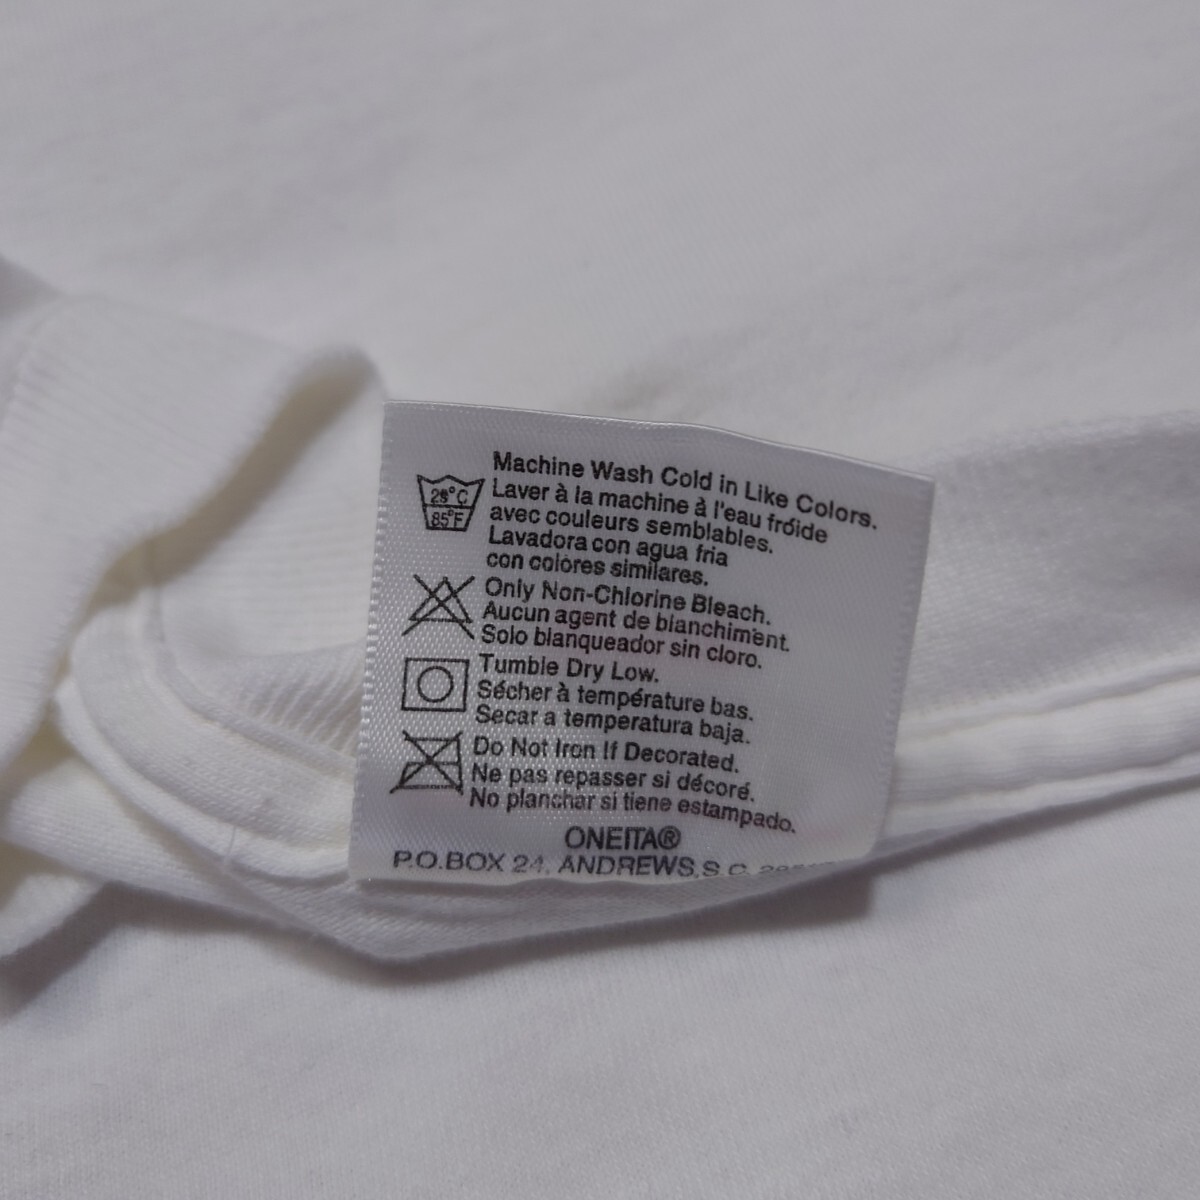 Machine Wash Cold in Like Colors.
Laver à la machine à l'eau fróide
avec couleurs semblables.
Lavadora con agua fria
con colores similares.
29°C
85°F
Only Non-Chlorine Bleach.
Aucun agent de blanchiment.
Solo blanqueador sin cloro.
Tumble Dry Low.
Sécher à température bas.
Secar a temperatura baja.
Do Not Iron If Decorated.
Ne pas repasser si décoré.
No planchar si tiene estampado.
ONEITA®
P.O.BOX 24, ANDREWS,S.C.